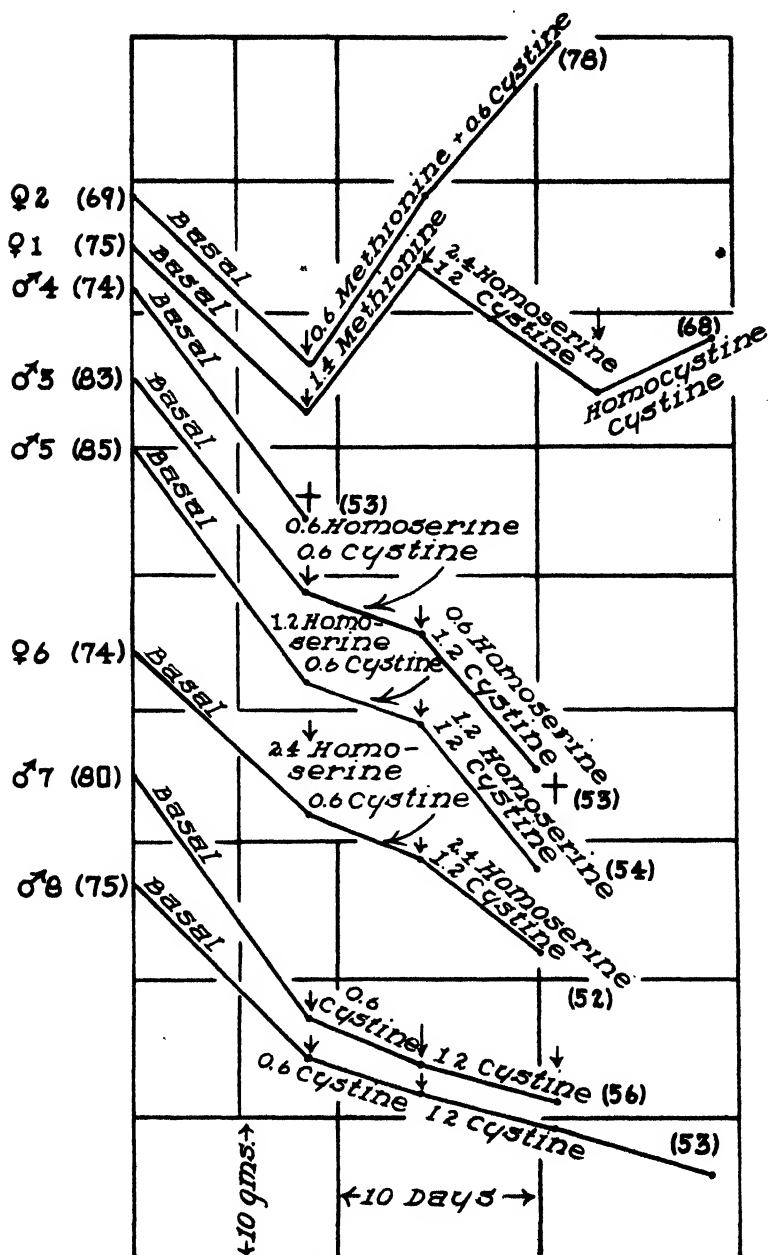 (78)
♀2 (69)
Basal
0.6 Methionine + 0.6 Cystine
♀1 (75)
Basal
1.4 Methionine
2.4 Homoserine
1.2 Cystine
(68)
Homocystine
Cystine
♂4 (74)
Basal
(53)
♂3 (83)
Basal
0.6 Homoserine
0.6 Cystine
0.6 Homoserine
1.2 Cystine
(53)
♂5 (85)
Basal
1.2 Homo-
serine
0.6 Cystine
1.2 Homoserine
1.2 Cystine
(54)
♀6 (74)
Basal
2.4 Homo-
serine
0.6 Cystine
2.4 Homoserine
1.2 Cystine
(52)
♂7 (80)
Basal
0.6
Cystine
1.2 Cystine
(56)
♂8 (75)
Basal
0.6 Cystine
1.2 Cystine
(53)
10 gms.
10 Days